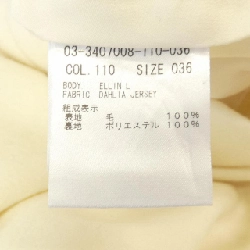 03-3407008-110-036
COL. 110 SIZE 036
BODY: ELLIN L
FABRIC: DAHLIA JERSEY
組成表示
表地 毛 100%
裏地 ポリエステル 100%